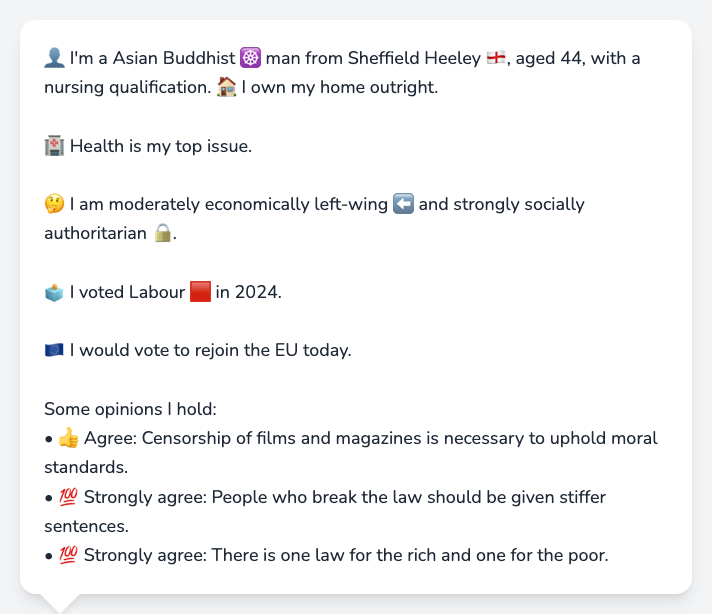 👤 I'm a Asian Buddhist ☸️ man from Sheffield Heeley 🏴󠁧󠁢󠁥󠁮󠁧󠁿, aged 44, with a
nursing qualification. 🏠 I own my home outright.
🏥 Health is my top issue.
🤔 I am moderately economically left-wing ⬅️ and strongly socially
authoritarian 🔒.
🗳️ I voted Labour 🟥 in 2024.
🇪🇺 I would vote to rejoin the EU today.
Some opinions I hold:
• 👍 Agree: Censorship of films and magazines is necessary to uphold moral
standards.
• 💯 Strongly agree: People who break the law should be given stiffer
sentences.
• 💯 Strongly agree: There is one law for the rich and one for the poor.